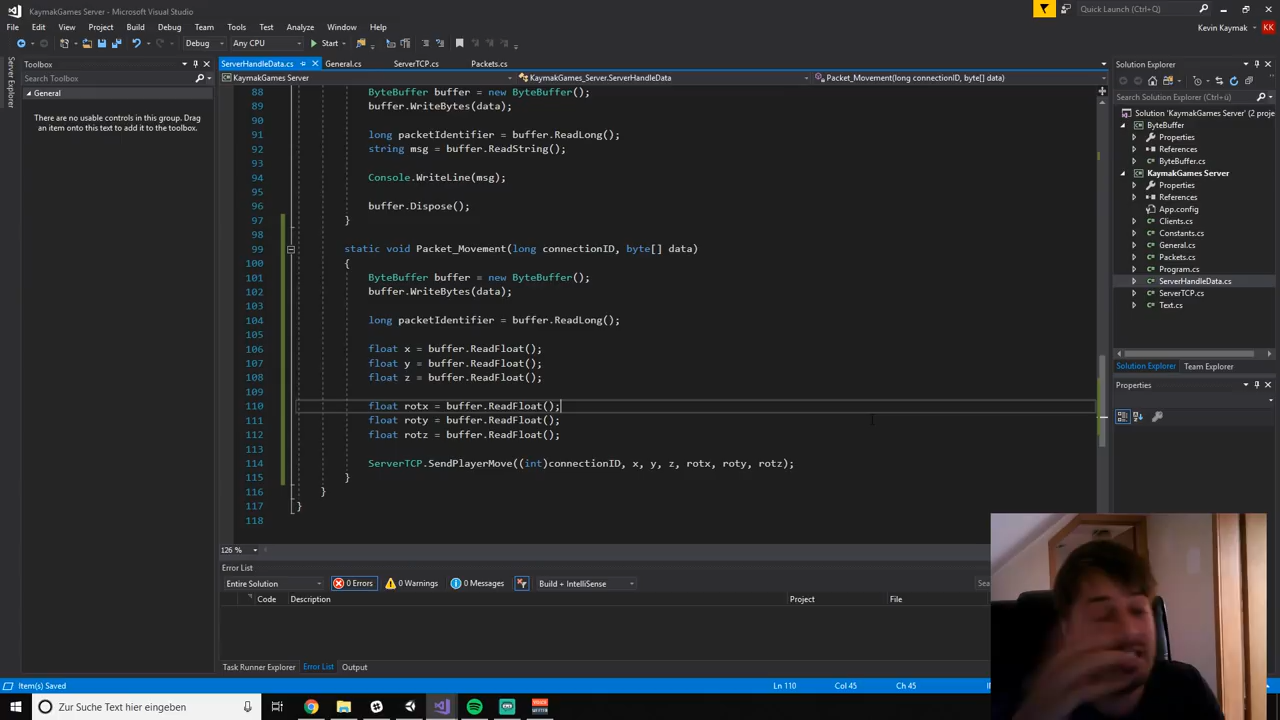 KaymakGames Server - Microsoft Visual Studio
Quick Launch (Ctrl+Q)
File Edit View Project Build Debug Team Tools Test Analyze Window Help
Kevin Kaymak KK
Debug Any CPU Start
Server Explorer
Toolbox
Search Toolbox
General
There are no usable controls in this group. Drag
an item onto this text to add it to the toolbox.
ServerHandleData.cs General.cs ServerTCP.cs Packets.cs
KaymakGames Server KaymakGames_Server.ServerHandleData Packet_Movement(long connectionID, byte[] data)
88 ByteBuffer buffer = new ByteBuffer();
89 buffer.WriteBytes(data);
90
91 long packetIdentifier = buffer.ReadLong();
92 string msg = buffer.ReadString();
93
94 Console.WriteLine(msg);
95
96 buffer.Dispose();
97 }
98
99 static void Packet_Movement(long connectionID, byte[] data)
100 {
101 ByteBuffer buffer = new ByteBuffer();
102 buffer.WriteBytes(data);
103
104 long packetIdentifier = buffer.ReadLong();
105
106 float x = buffer.ReadFloat();
107 float y = buffer.ReadFloat();
108 float z = buffer.ReadFloat();
109
110 float rotx = buffer.ReadFloat();
111 float roty = buffer.ReadFloat();
112 float rotz = buffer.ReadFloat();
113
114 ServerTCP.SendPlayerMove((int)connectionID, x, y, z, rotx, roty, rotz);
115 }
116 }
117 }
118
126 %
Solution Explorer
Search Solution Explorer (Ctrl+ü)
Solution 'KaymakGames Server' (2 proje
ByteBuffer
Properties
References
ByteBuffer.cs
KaymakGames Server
Properties
References
App.config
Clients.cs
Constants.cs
General.cs
Packets.cs
Program.cs
ServerHandleData.cs
ServerTCP.cs
Text.cs
Solution Explorer Team Explorer
Properties
Error List
Entire Solution 0 Errors 0 Warnings 0 Messages Build + IntelliSense Sea
Code Description Project File
Task Runner Explorer Error List Output
Item(s) Saved Ln 110 Col 45 Ch 45
Zur Suche Text hier eingeben